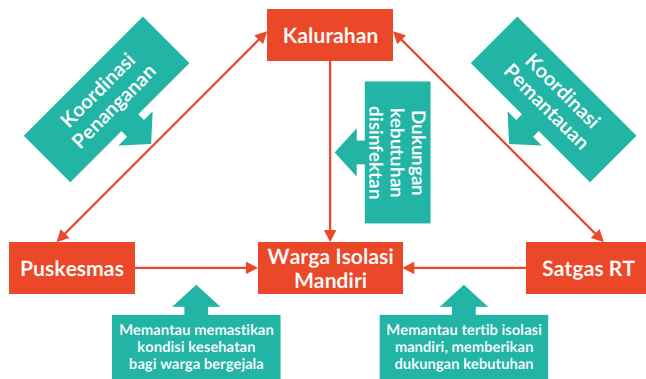 Kalurahan
Koordinasi
Penanganan
Koordinasi
Pemantauan
Dukungan
kebutuhan
disinfektan
Puskesmas
Warga Isolasi
Mandiri
Satgas RT
Memantau memastikan
kondisi kesehatan
bagi warga bergejala
Memantau tertib isolasi
mandiri, memberikan
dukungan kebutuhan